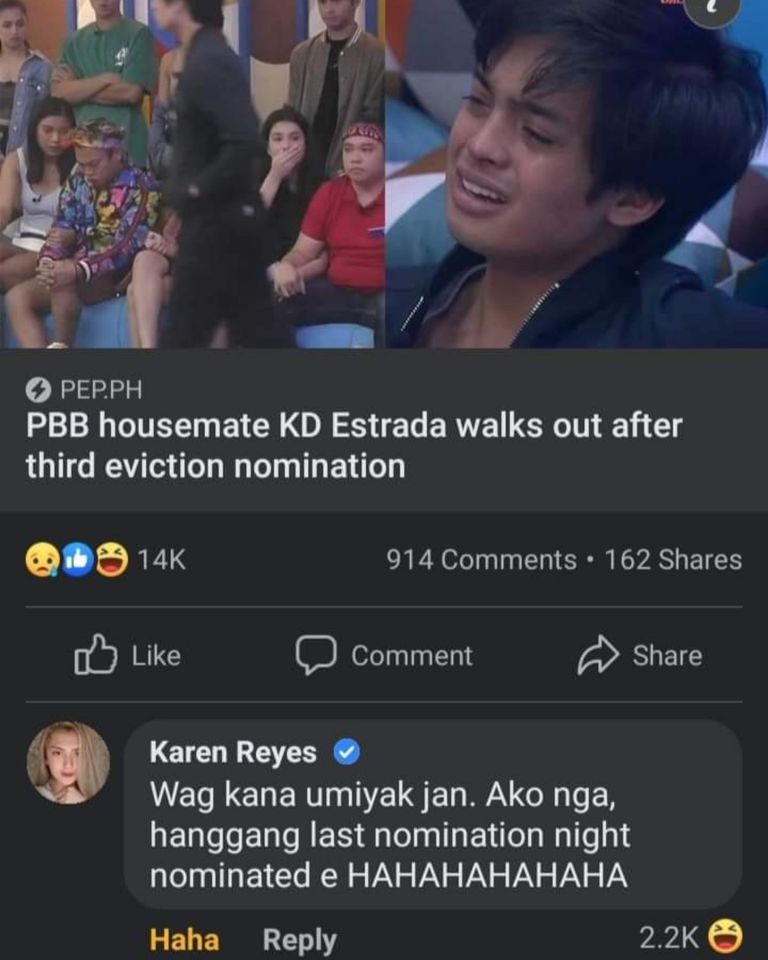 PEP.PH
PBB housemate KD Estrada walks out after
third eviction nomination
14K
914 Comments • 162 Shares
Like
Comment
Share
Karen Reyes
Wag kana umiyak jan. Ako nga,
hanggang last nomination night
nominated e HAHAHAHAHAHA
Haha
Reply
2.2K